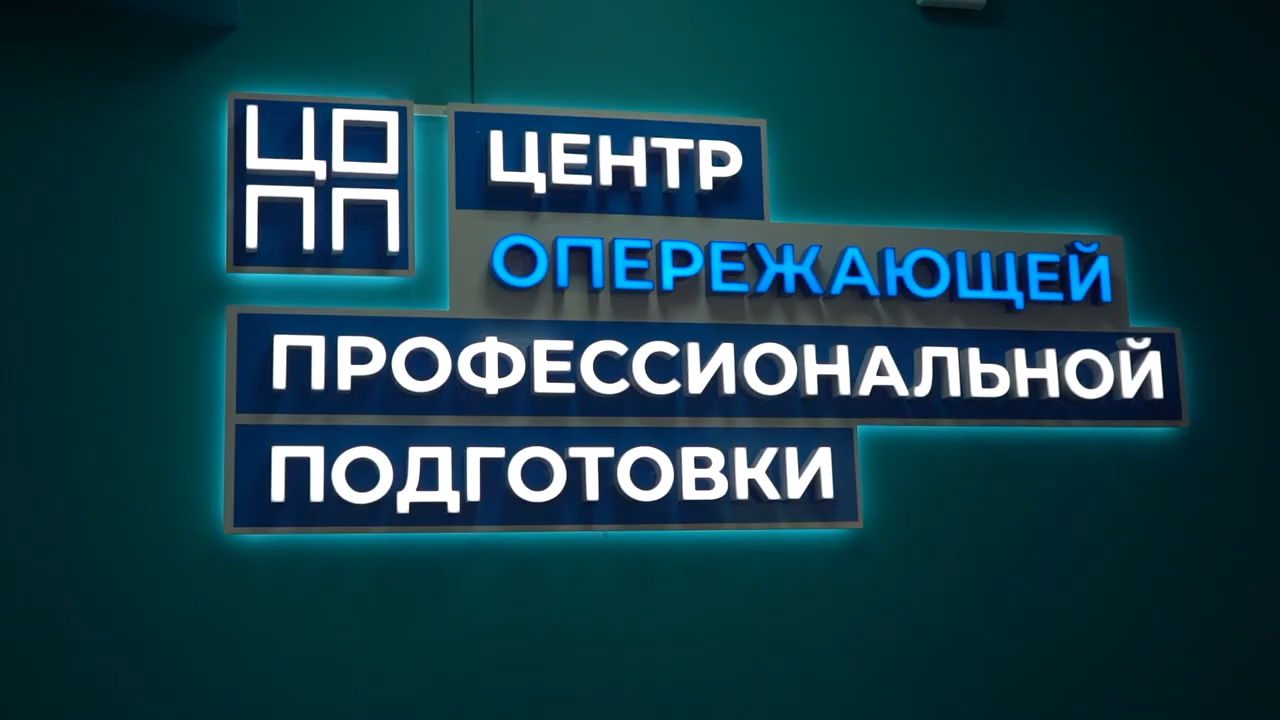 ЦО
ПП
ЦЕНТР
ОПЕРЕЖАЮЩЕЙ
ПРОФЕССИОНАЛЬНОЙ
ПОДГОТОВКИ